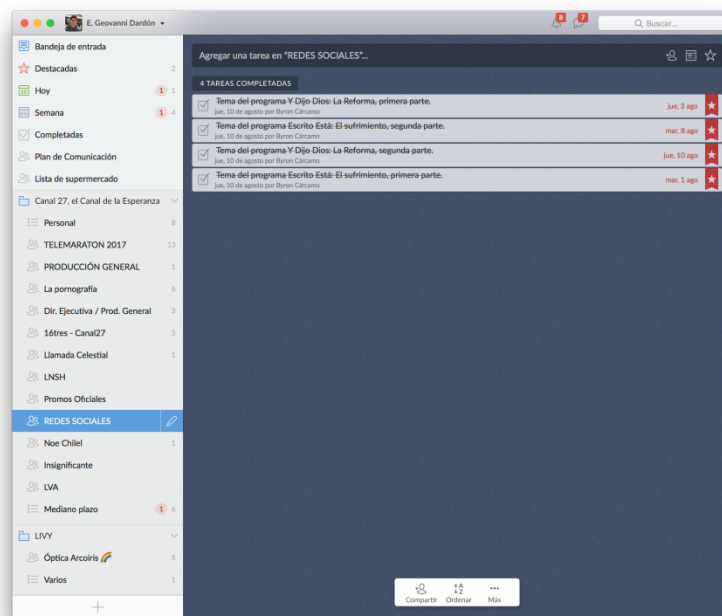 E. Geovanni Dardón
8
7
Buscar...
Bandeja de entrada
Destacadas 2
Hoy 1 1
Semana 1 4
Completadas
Plan de Comunicación
Lista de supermercado
Canal 27, el Canal de la Esperanza
Personal 8
TELEMARATON 2017 13
PRODUCCIÓN GENERAL 1
La pornografía 6
Dir. Ejecutiva / Prod. General 3
16tres - Canal27 5
Llamada Celestial 1
LNSH
Promos Oficiales
REDES SOCIALES
Noe Chilel 1
Insignificante
LVA
Mediano plazo 1 6
LIVY
Óptica Arcoiris 🌈 5
Varios 1
Agregar una tarea en "REDES SOCIALES"...
4 TAREAS COMPLETADAS
Tema del programa Y Dijo Dios: La Reforma, primera parte.
jue, 10 de agosto por Byron Cárcamo
jue, 3 ago
Tema del programa Escrito Está: El sufrimiento, segunda parte.
jue, 10 de agosto por Byron Cárcamo
mar, 8 ago
Tema del programa Y Dijo Dios: La Reforma, segunda parte.
jue, 10 de agosto por Byron Cárcamo
jue, 10 ago
Tema del programa Escrito Está: El sufrimiento, primera parte.
jue, 10 de agosto por Byron Cárcamo
mar, 1 ago
Compartir
Ordenar
Más